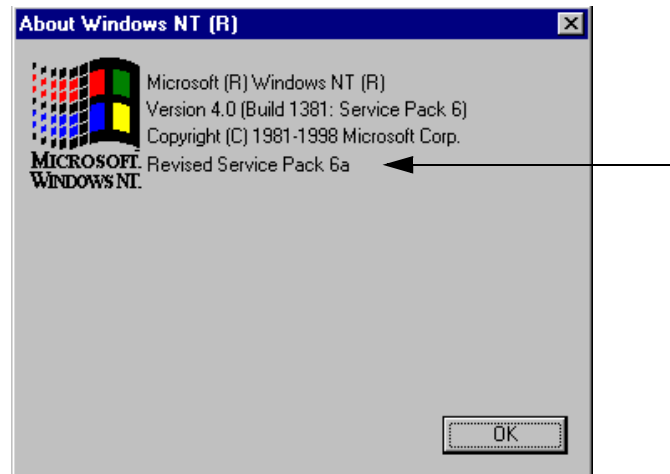 About Windows NT (R)
Microsoft (R) Windows NT (R)
Version 4.0 (Build 1381: Service Pack 6)
Copyright (C) 1981-1998 Microsoft Corp.
MICROSOFT.
WINDOWS NT.
Revised Service Pack 6a
OK